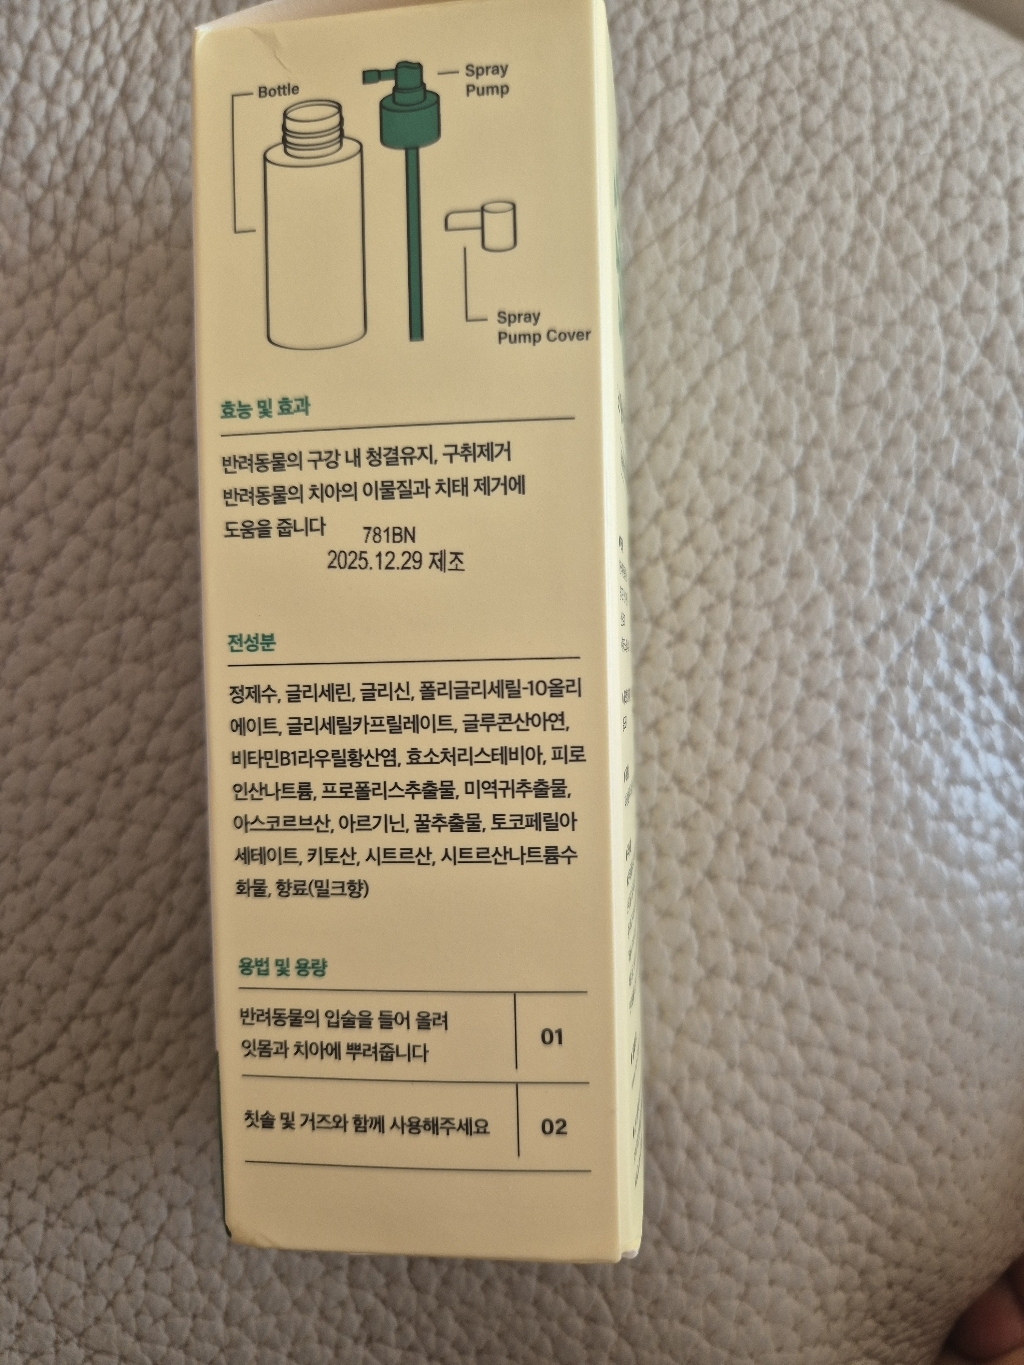 Bottle
Spray
Pump
Spray
Pump Cover
효능 및 효과
반려동물의 구강 내 청결유지, 구취제거
반려동물의 치아의 이물질과 치태 제거에
도움을 줍니다
781BN
2025.12.29 제조
전성분
정제수, 글리세린, 글리신, 폴리글리세릴-10올리
에이트, 글리세릴카프릴레이트, 글루콘산아연,
비타민B1라우릴황산염, 효소처리스테비아, 피로
인산나트륨, 프로폴리스추출물, 미역귀추출물,
아스코르브산, 아르기닌, 꿀추출물, 토코페릴아
세테이트, 키토산, 시트르산, 시트르산나트륨수
화물, 향료(밀크향)
용법 및 용량
반려동물의 입술을 들어 올려
잇몸과 치아에 뿌려줍니다
01
칫솔 및 거즈와 함께 사용해주세요
02